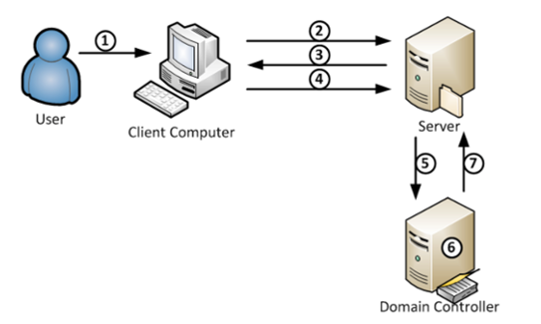 ①
②
③
④
User
Client Computer
Server
⑤
⑦
⑥
Domain Controller